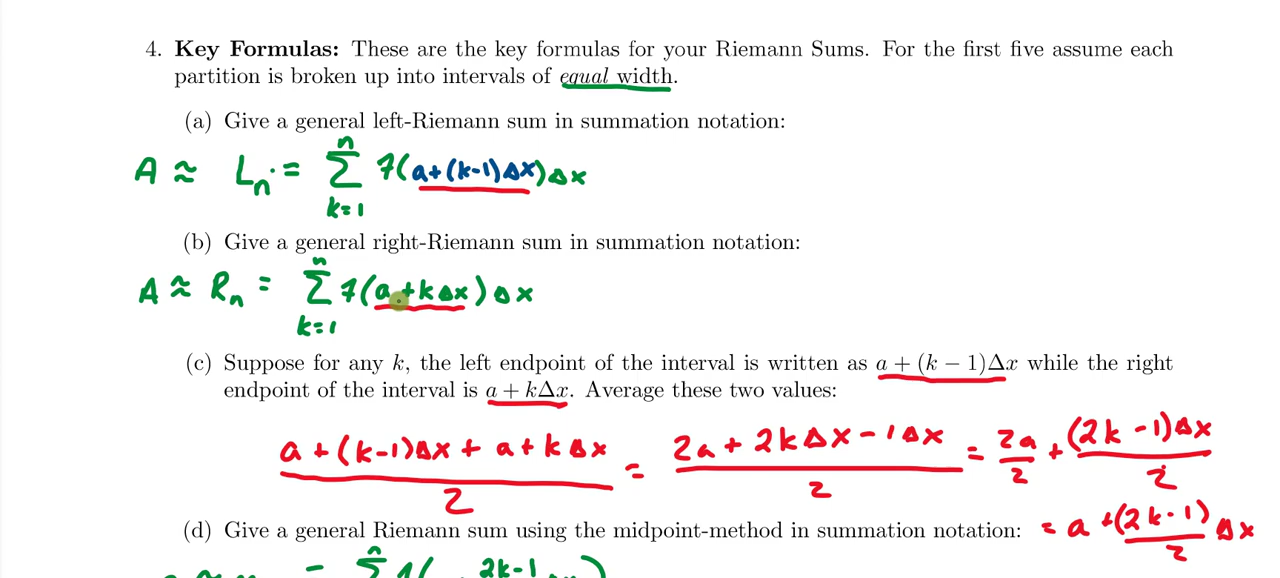 4. Key Formulas: These are the key formulas for your Riemann Sums. For the first five assume each
partition is broken up into intervals of equal width.
(a) Give a general left-Riemann sum in summation notation:
A ≈ Lₙ = ∑_{k=1}^{n} f(a+(k-1)Δx)Δx
(b) Give a general right-Riemann sum in summation notation:
A ≈ Rₙ = ∑_{k=1}^{n} f(a+kΔx)Δx
(c) Suppose for any k, the left endpoint of the interval is written as a + (k − 1)Δx while the right
endpoint of the interval is a + kΔx. Average these two values:
(a+(k-1)Δx+a+kΔx)/2 = (2a+2kΔx-1Δx)/2 = 2a/2 + (2k-1)Δx/2
(d) Give a general Riemann sum using the midpoint-method in summation notation: = a+(2k-1)/2 Δx